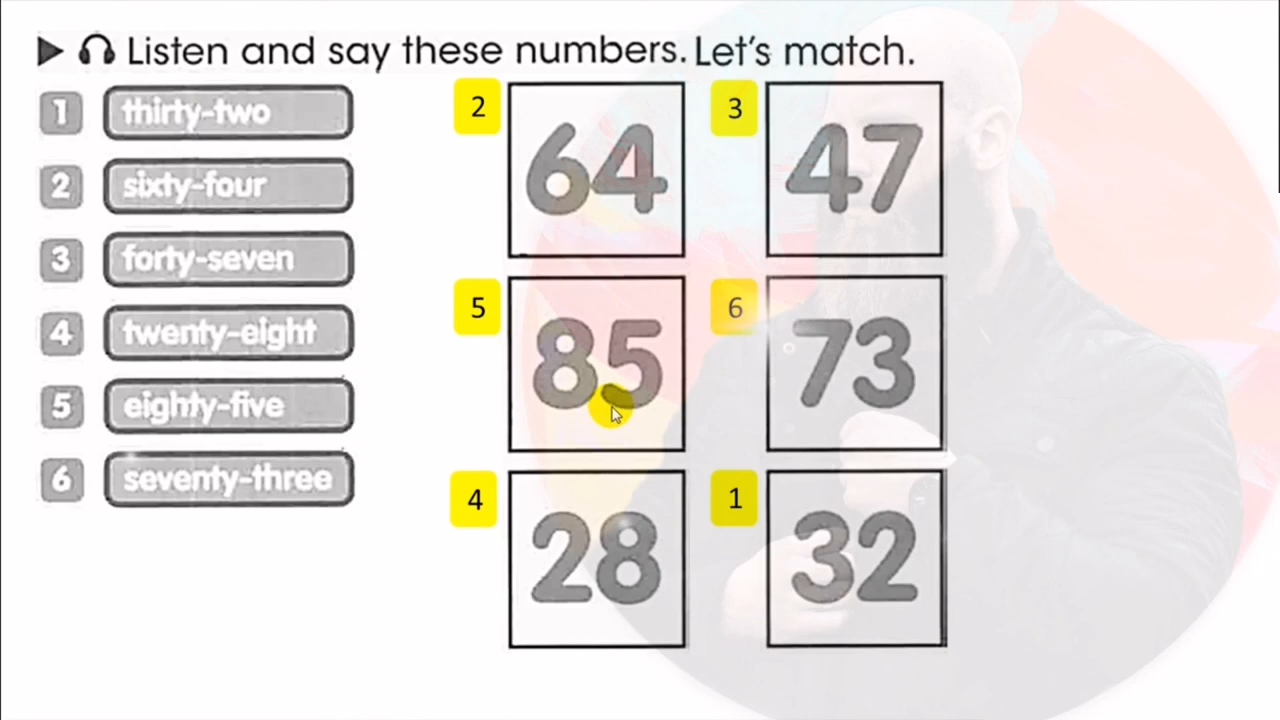 Listen and say these numbers. Let's match.
1 thirty-two
2 sixty-four
3 forty-seven
4 twenty-eight
5 eighty-five
6 seventy-three
2 64 3 47
5 85 6 73
4 28 1 32